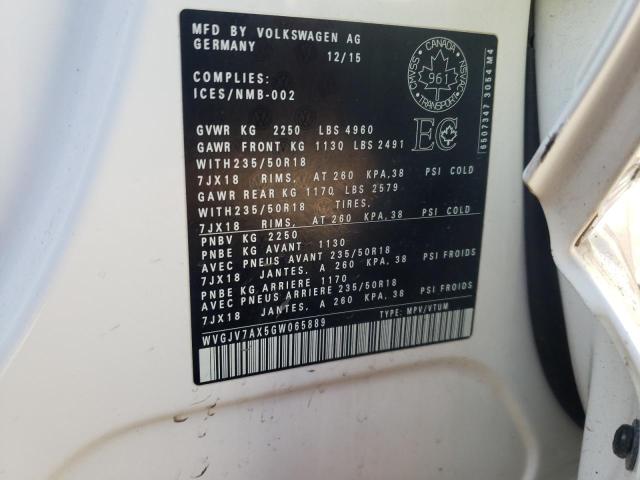 MFD BY VOLKSWAGEN AG
GERMANY 12/15
COMPLIES:
ICES/NMB-002
CANADA
CMVSS NSVAC
961
TRANSPORT
EC
6507347 3054 M4
GVWR KG 2250 LBS 4960
GAWR FRONT KG 1130 LBS 2491
WITH235/50R18
7JX18 RIMS, AT 260 KPA,38 PSI COLD
GAWR REAR KG 1170 LBS 2579
WITH235/50R18 TIRES,
7JX18 RIMS, AT 260 KPA, 38 PSI COLD
PNBV KG 2250
PNBE KG AVANT 1130
AVEC PNEUS AVANT 235/50R18
7JX18 JANTES. A 260 KPA, 38 PSI FROIDS
PNBE KG ARRIERE 1170
AVEC PNEUS ARRIERE 235/50R18
7JX18 JANTES. A 260 KPA. 38 PSI FROIDS
WVGJV7AX5GW065889 TYPE: MPV/VTUM